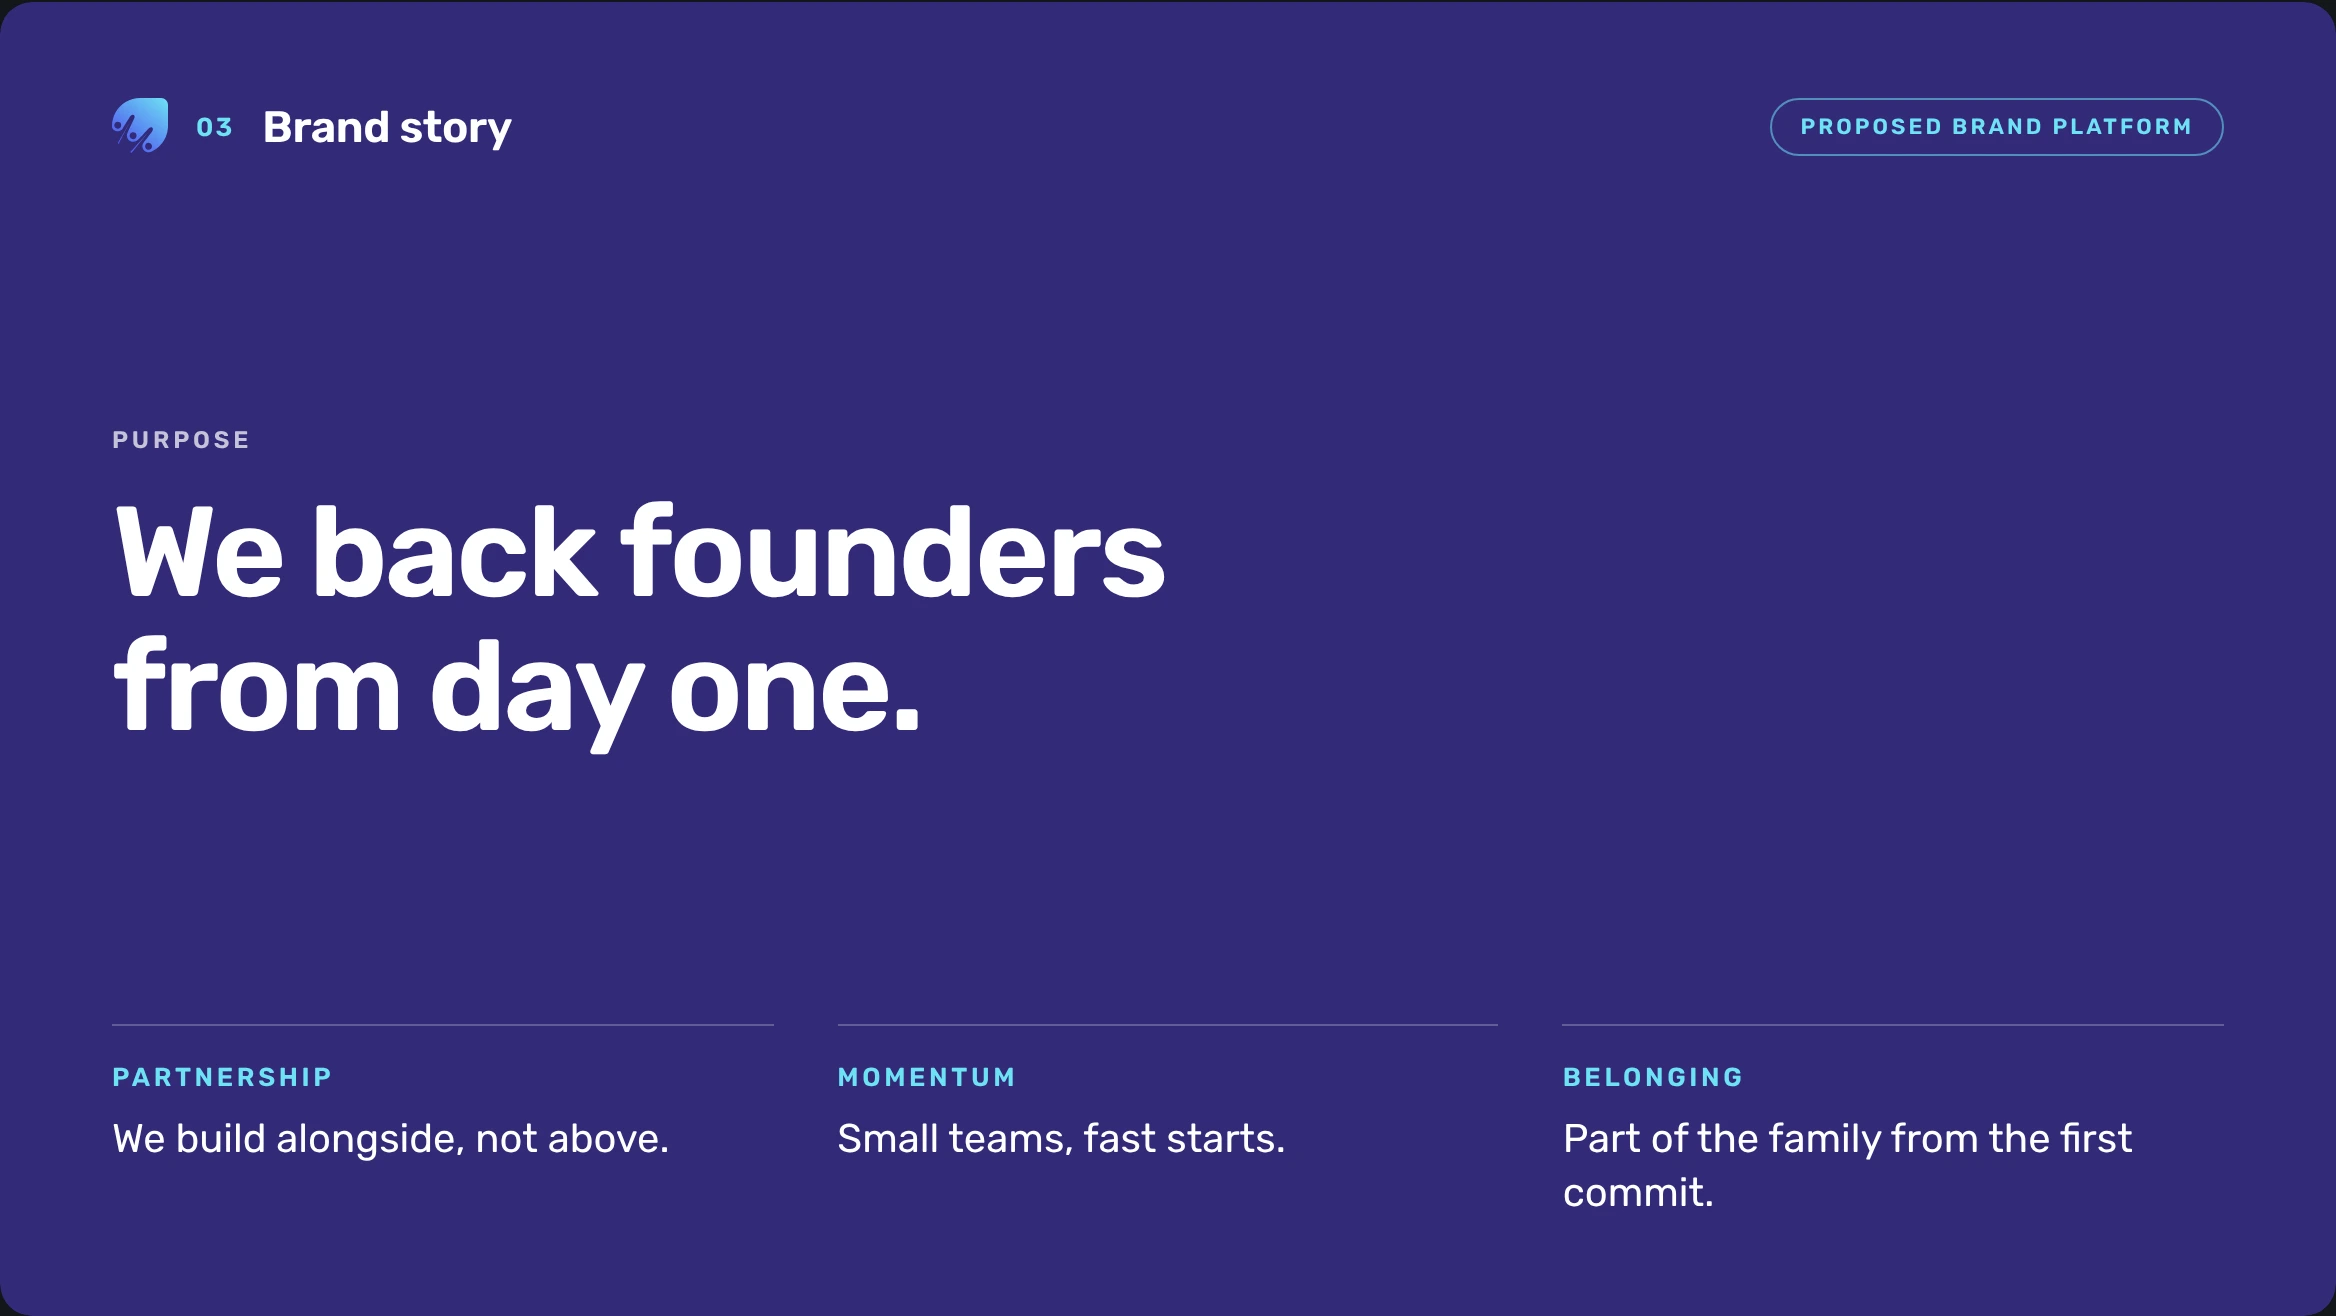 03 Brand story
PROPOSED BRAND PLATFORM
PURPOSE
We back founders
from day one.
PARTNERSHIP
We build alongside, not above.
MOMENTUM
Small teams, fast starts.
BELONGING
Part of the family from the first
commit.